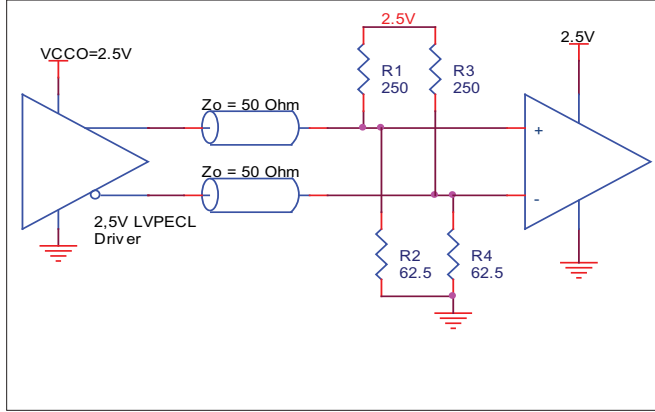 2.5V
VCCO=2.5V
2.5V
R1
250
R3
250
Zo = 50 Ohm
+
Zo = 50 Ohm
-
2,5V LVPECL
Driver
R2
62.5
R4
62.5